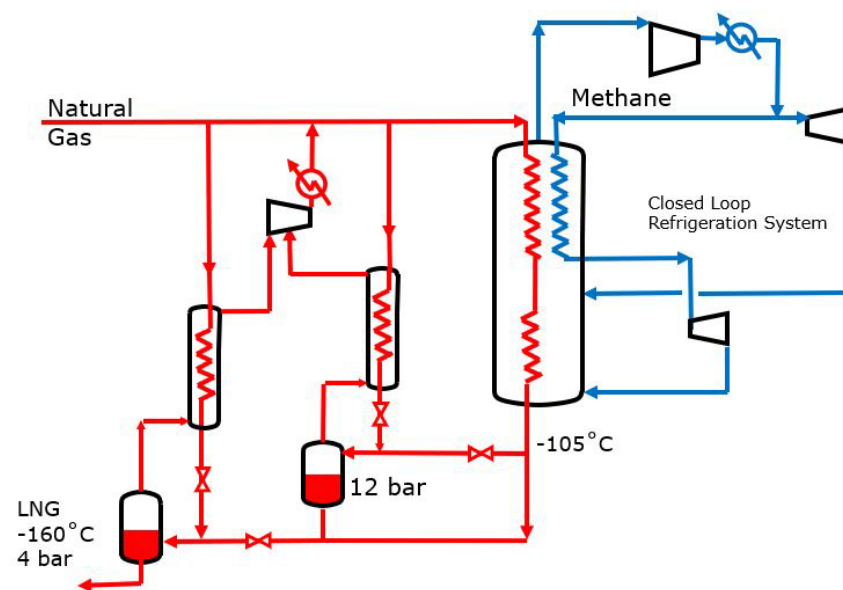 Natural
Gas
Methane
Closed Loop
Refrigeration System
-105°C
12 bar
LNG
-160°C
4 bar